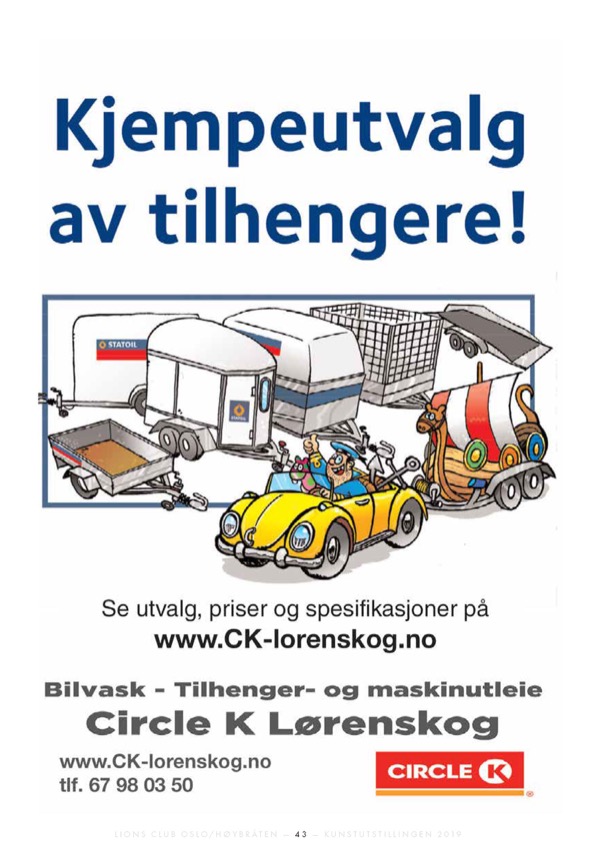 Kjempeutvalg
av tilhengere!
STATOIL
STATOIL
Se utvalg, priser og spesifikasjoner på
www.CK-lorenskog.no
Bilvask - Tilhenger- og maskinutleie
Circle K Lørenskog
www.CK-lorenskog.no
tlf. 67 98 03 50
CIRCLE K
®
LIONS CLUB OSLO/HØYBRÅTEN — 43 — KUNSTUTSTILLINGEN 2019